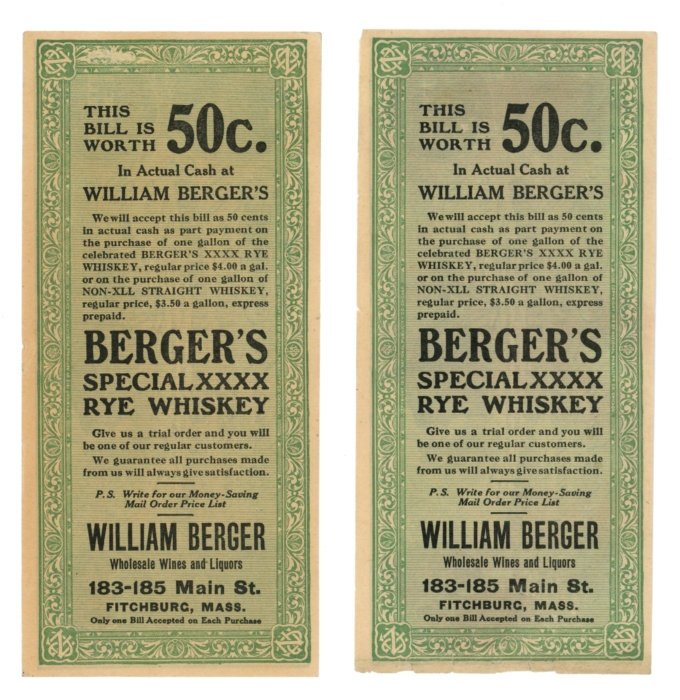 THIS
BILL IS
WORTH
50c.
In Actual Cash at
WILLIAM BERGER'S
We will accept this bill as 50 cents
in actual cash as part payment on
the purchase of one gallon of the
celebrated BERGER'S XXXX RYE
WHISKEY, regular price $4.00 a gal.
or on the purchase of one gallon of
NON-XLL STRAIGHT WHISKEY,
regular price, $3.50 a gallon, express
prepaid.
BERGER'S
SPECIAL XXXX
RYE WHISKEY
Give us a trial order and you will
be one of our regular customers.
We guarantee all purchases made
from us will always give satisfaction.
P.S. Write for our Money-Saving
Mail Order Price List
WILLIAM BERGER
Wholesale Wines and Liquors
183-185 Main St.
FITCHBURG, MASS.
Only one Bill Accepted on Each Purchase
THIS
BILL IS
WORTH
50c.
In Actual Cash at
WILLIAM BERGER'S
We will accept this bill as 50 cents
in actual cash as part payment on
the purchase of one gallon of the
celebrated BERGER'S XXXX RYE
WHISKEY, regular price $4.00 a gal.
or on the purchase of one gallon of
NON-XLL STRAIGHT WHISKEY,
regular price, $3.50 a gallon, express
prepaid.
BERGER'S
SPECIAL XXXX
RYE WHISKEY
Give us a trial order and you will
be one of our regular customers.
We guarantee all purchases made
from us will always give satisfaction.
P.S. Write for our Money-Saving
Mail Order Price List
WILLIAM BERGER
Wholesale Wines and Liquors
183-185 Main St.
FITCHBURG, MASS.
Only one Bill Accepted on Each Purchase